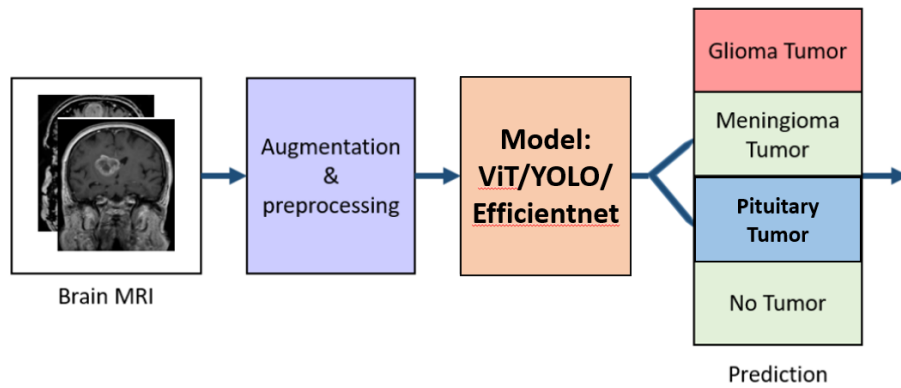 Brain MRI
Augmentation
&
preprocessing
Model:
ViT/YOLO/
Efficientnet
Glioma Tumor
Meningioma
Tumor
Pituitary
Tumor
No Tumor
Prediction